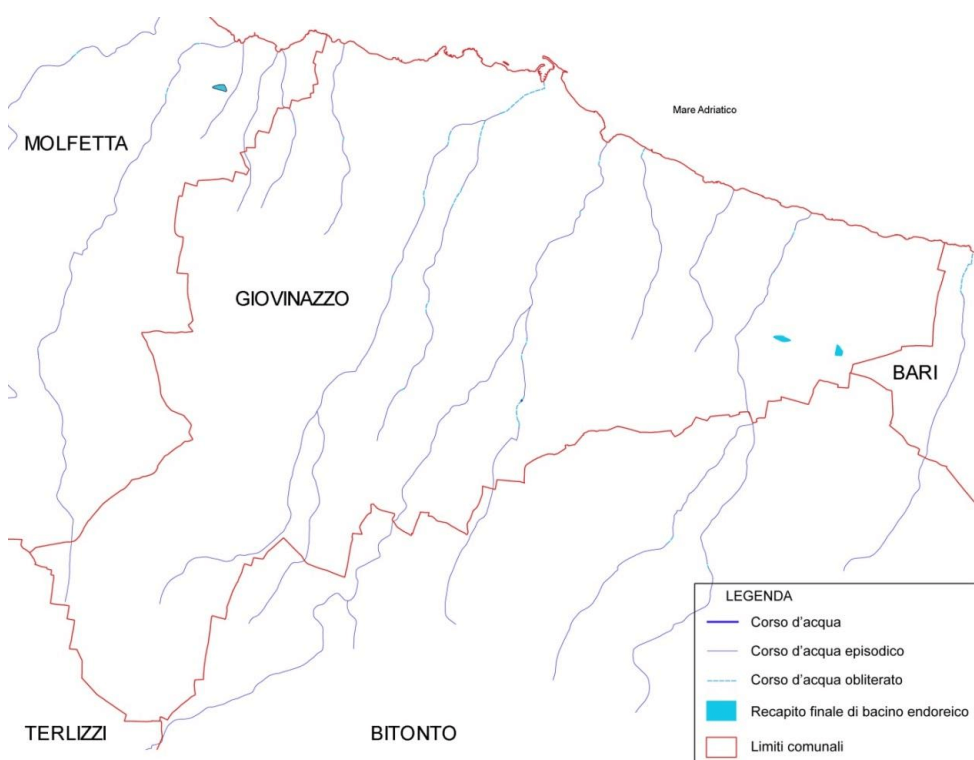 Mare Adriatico
MOLFETTA
GIOVINAZZO
BARI
TERLIZZI
BITONTO
LEGENDA
Corso d'acqua
Corso d'acqua episodico
Corso d'acqua obliterato
Recapito finale di bacino endoreico
Limiti comunali